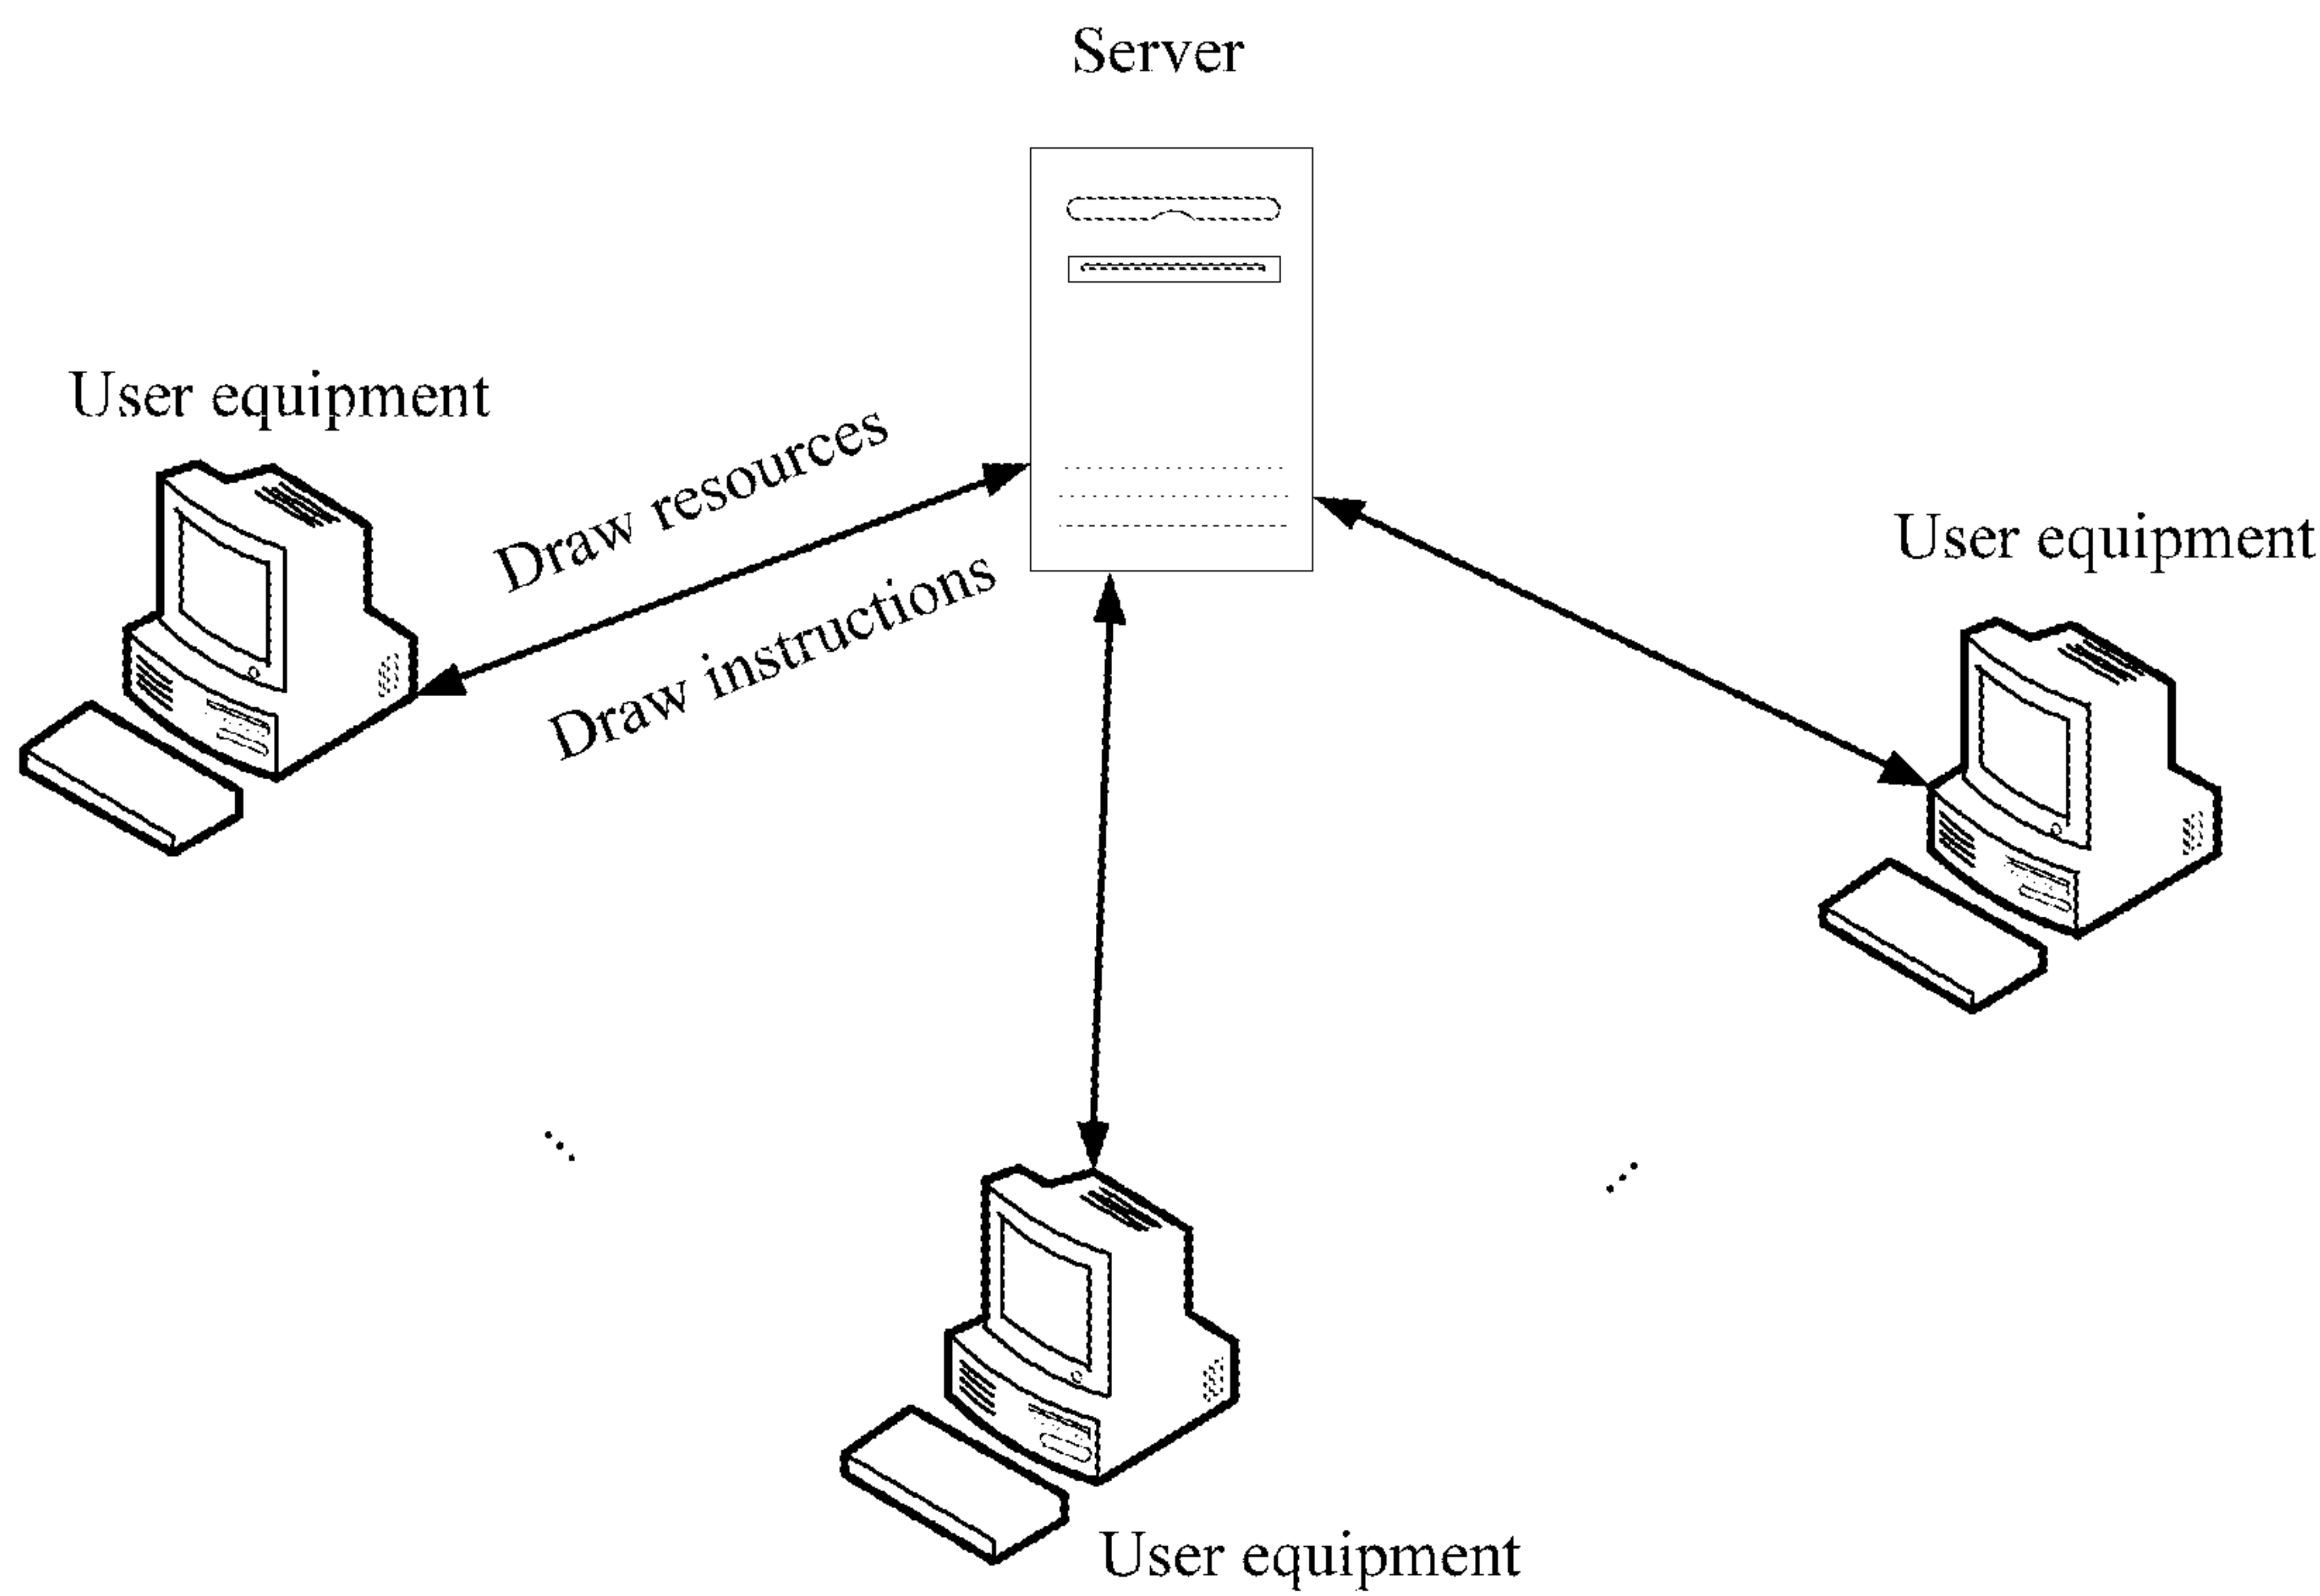 Server
User equipment
Draw resources
Draw instructions
User equipment
User equipment